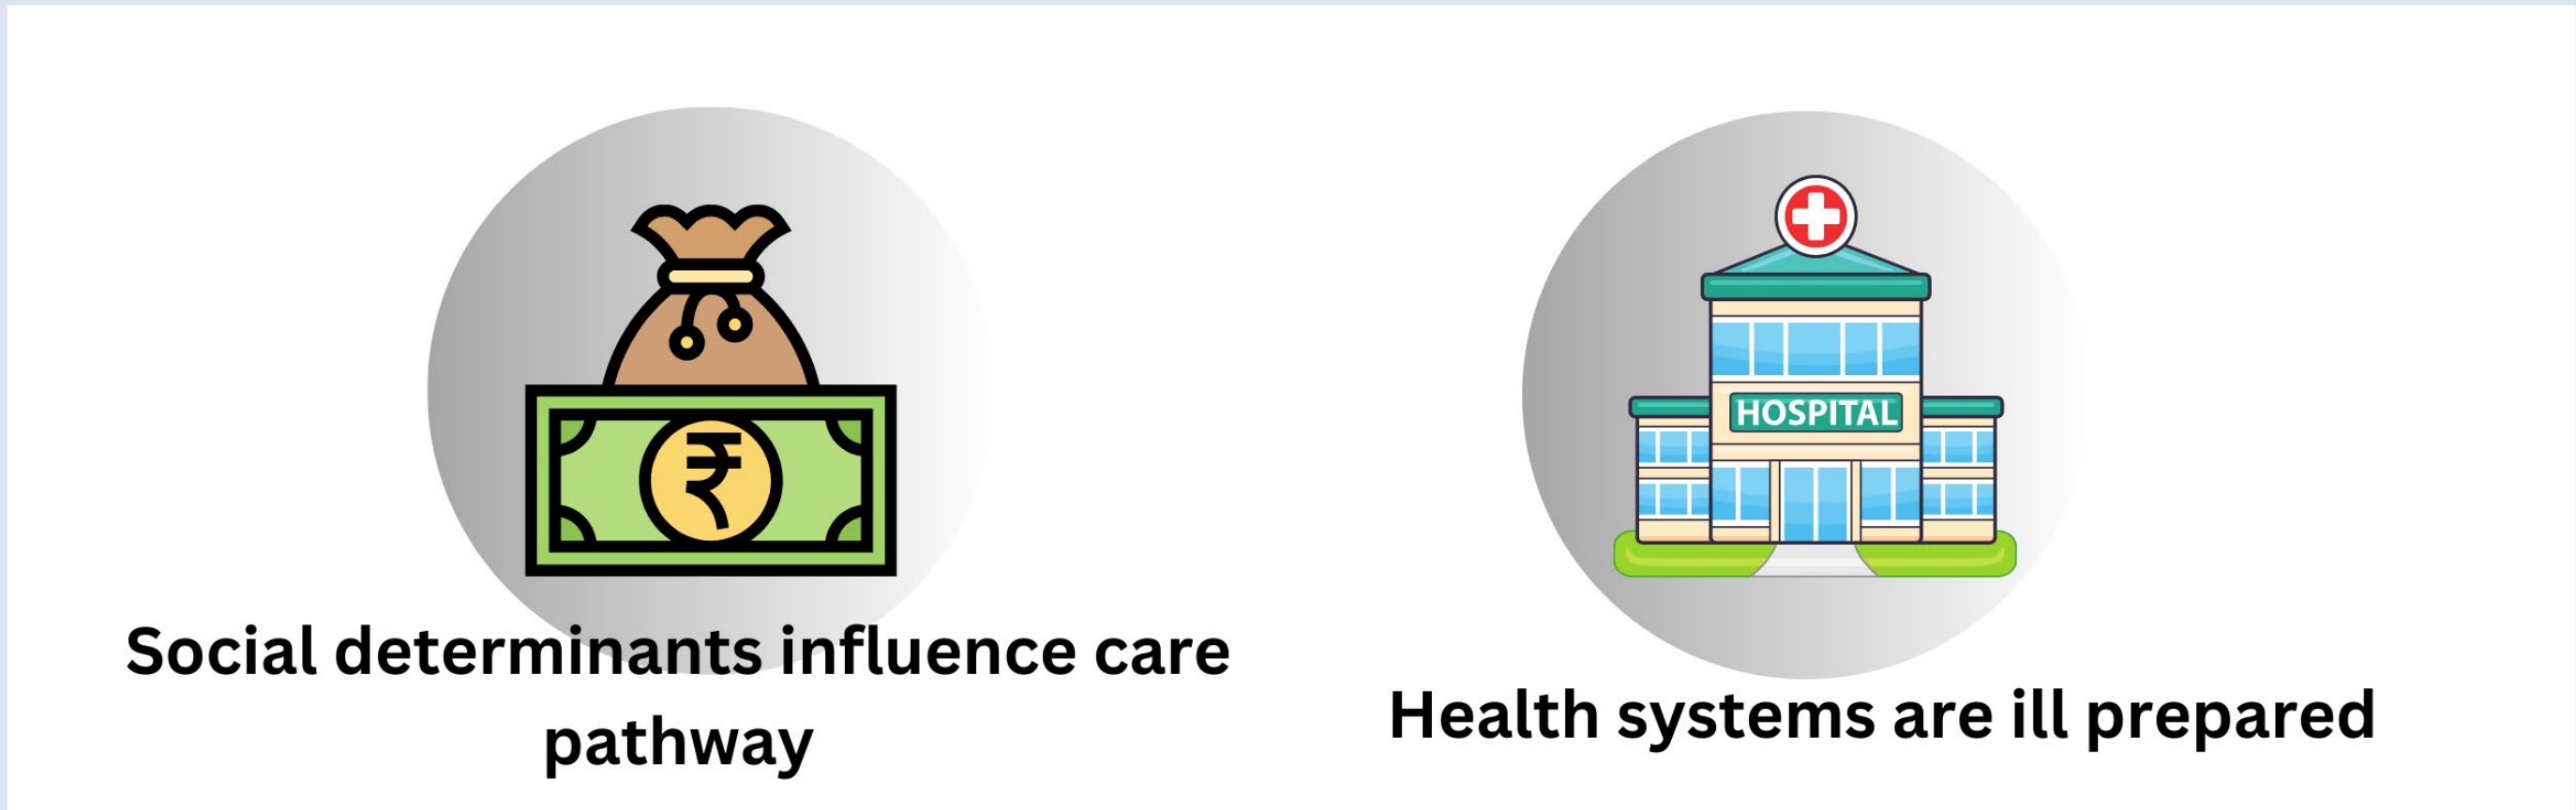 ₹
HOSPITAL
Social determinants influence care
pathway
Health systems are ill prepared